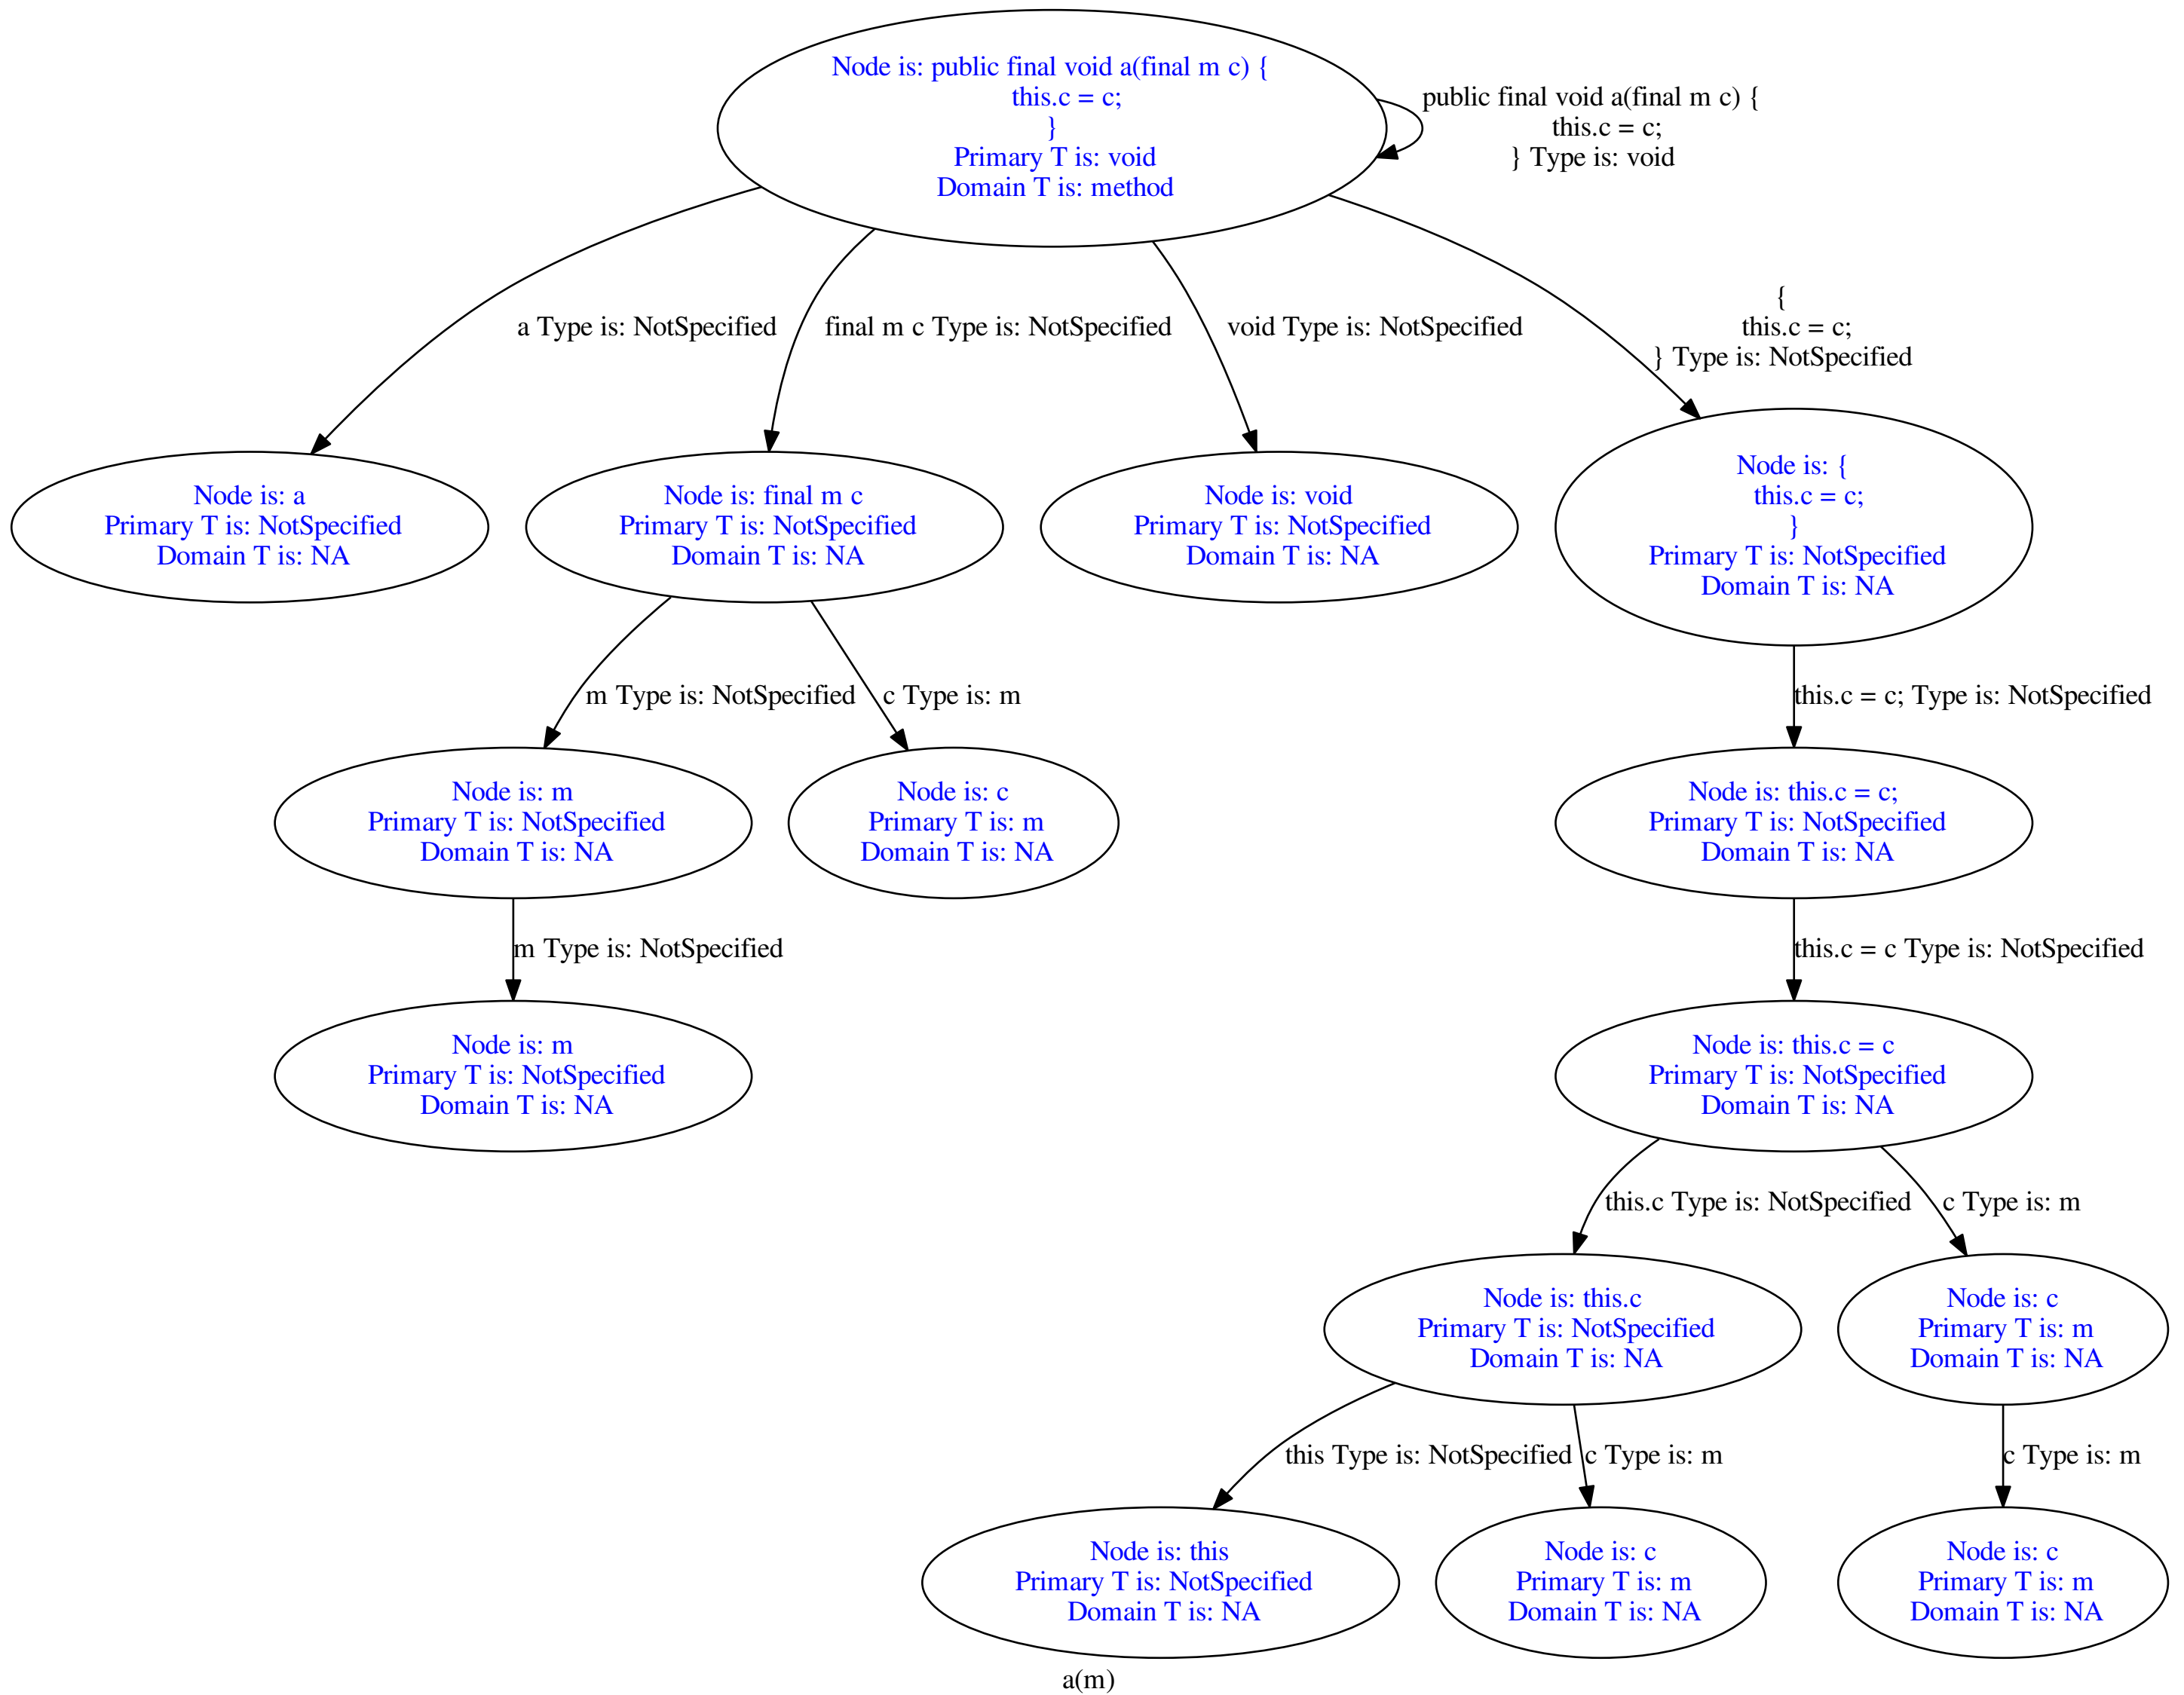 Node is: public final void a(final m c) {
this.c = c;
}
Primary T is: void
Domain T is: method
public final void a(final m c) {
this.c = c;
} Type is: void
a Type is: NotSpecified
final m c Type is: NotSpecified
void Type is: NotSpecified
{
this.c = c;
} Type is: NotSpecified
Node is: a
Primary T is: NotSpecified
Domain T is: NA
Node is: final m c
Primary T is: NotSpecified
Domain T is: NA
Node is: void
Primary T is: NotSpecified
Domain T is: NA
Node is: {
this.c = c;
}
Primary T is: NotSpecified
Domain T is: NA
m Type is: NotSpecified
c Type is: m
this.c = c; Type is: NotSpecified
Node is: m
Primary T is: NotSpecified
Domain T is: NA
Node is: c
Primary T is: m
Domain T is: NA
Node is: this.c = c;
Primary T is: NotSpecified
Domain T is: NA
m Type is: NotSpecified
this.c = c Type is: NotSpecified
Node is: m
Primary T is: NotSpecified
Domain T is: NA
Node is: this.c = c
Primary T is: NotSpecified
Domain T is: NA
this.c Type is: NotSpecified
c Type is: m
Node is: this.c
Primary T is: NotSpecified
Domain T is: NA
Node is: c
Primary T is: m
Domain T is: NA
this Type is: NotSpecified
c Type is: m
c Type is: m
Node is: this
Primary T is: NotSpecified
Domain T is: NA
Node is: c
Primary T is: m
Domain T is: NA
Node is: c
Primary T is: m
Domain T is: NA
a(m)